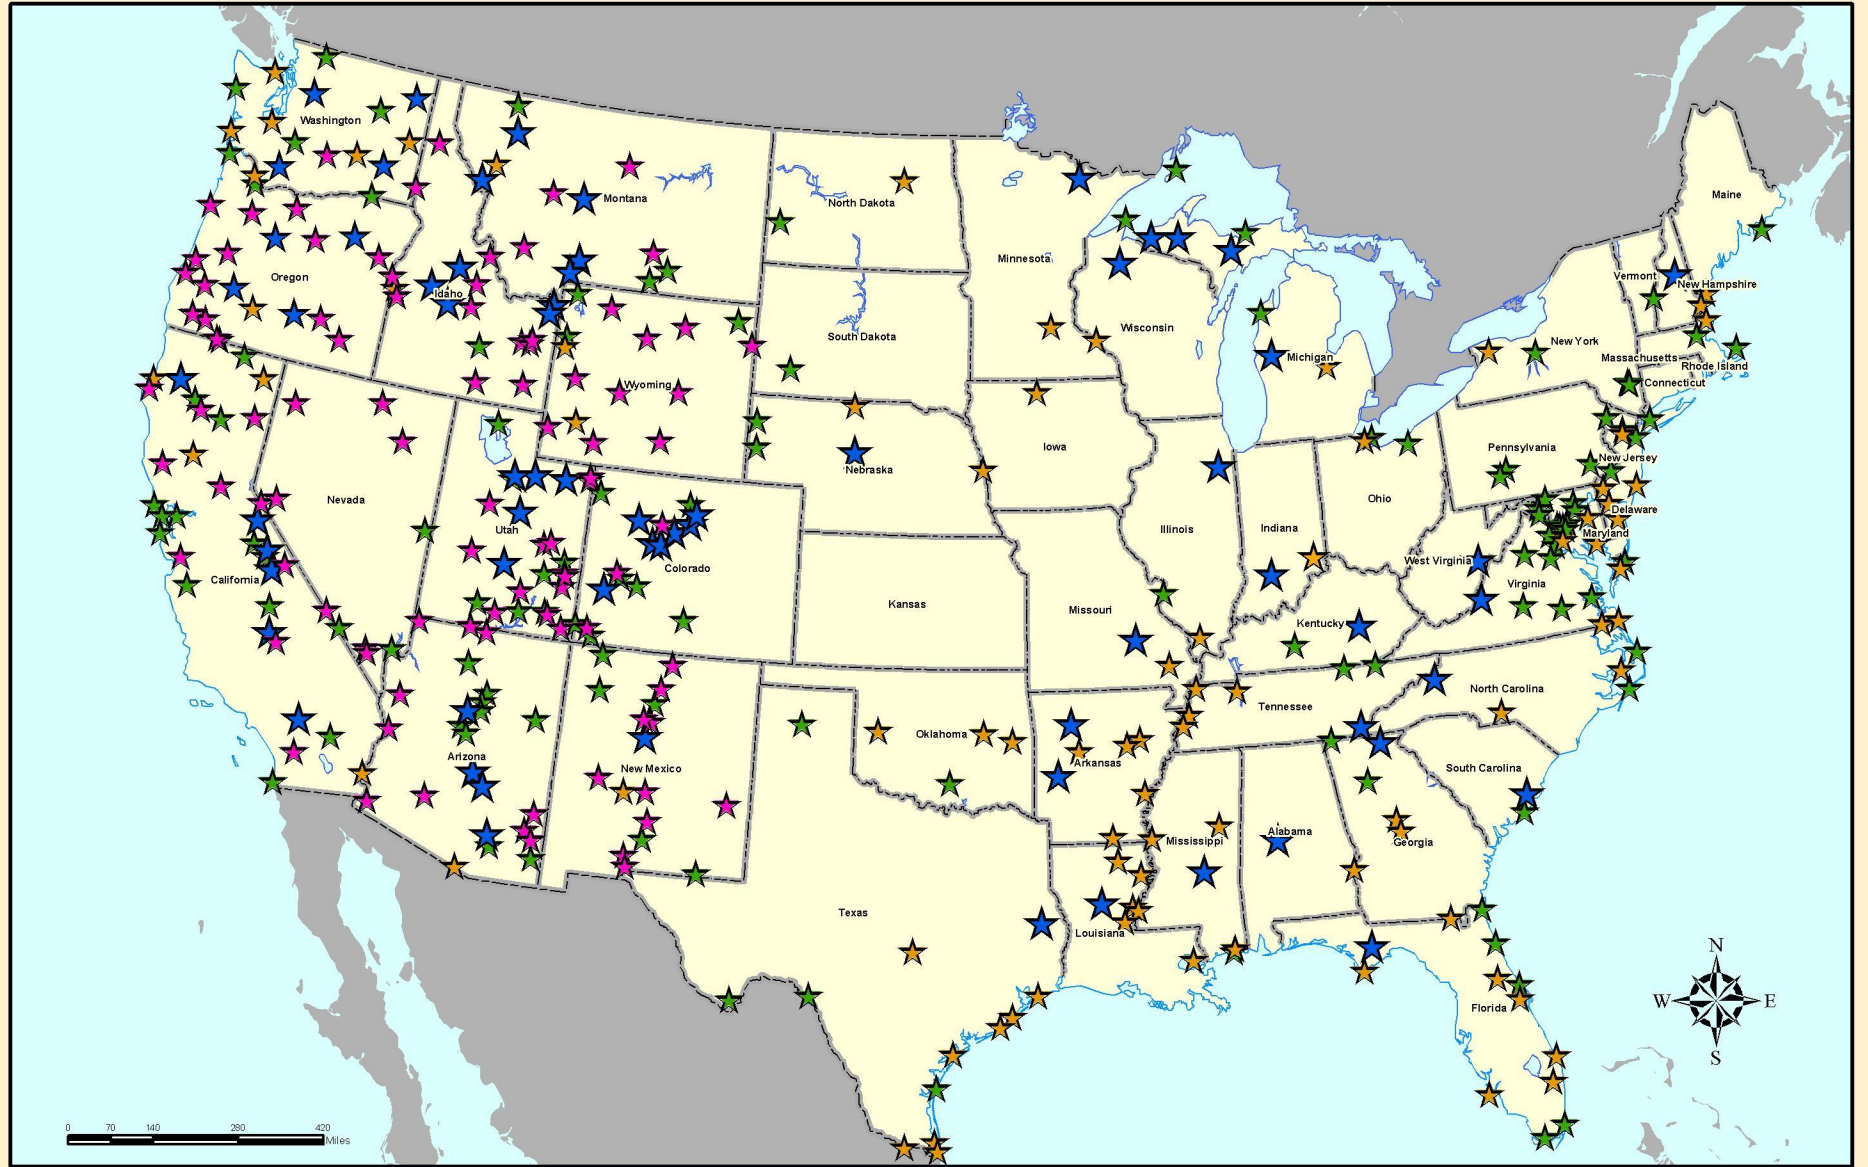 Washington
Maine
Montana
North Dakota
Minnesota
Oregon
Vermont
New Hampshire
Idaho
South Dakota
Wisconsin
New York
Michigan
Massachusetts
Rhode Island
Connecticut
Wyoming
Iowa
Pennsylvania
New Jersey
Nebraska
Nevada
Ohio
Utah
Illinois
Indiana
Delaware
Maryland
Colorado
West Virginia
California
Virginia
Kansas
Missouri
Kentucky
North Carolina
Tennessee
Oklahoma
Arizona
New Mexico
Arkansas
South Carolina
Alabama
Mississippi
Georgia
Texas
Louisiana
N
W
E
Florida
S
0 70 140 280 420
Miles